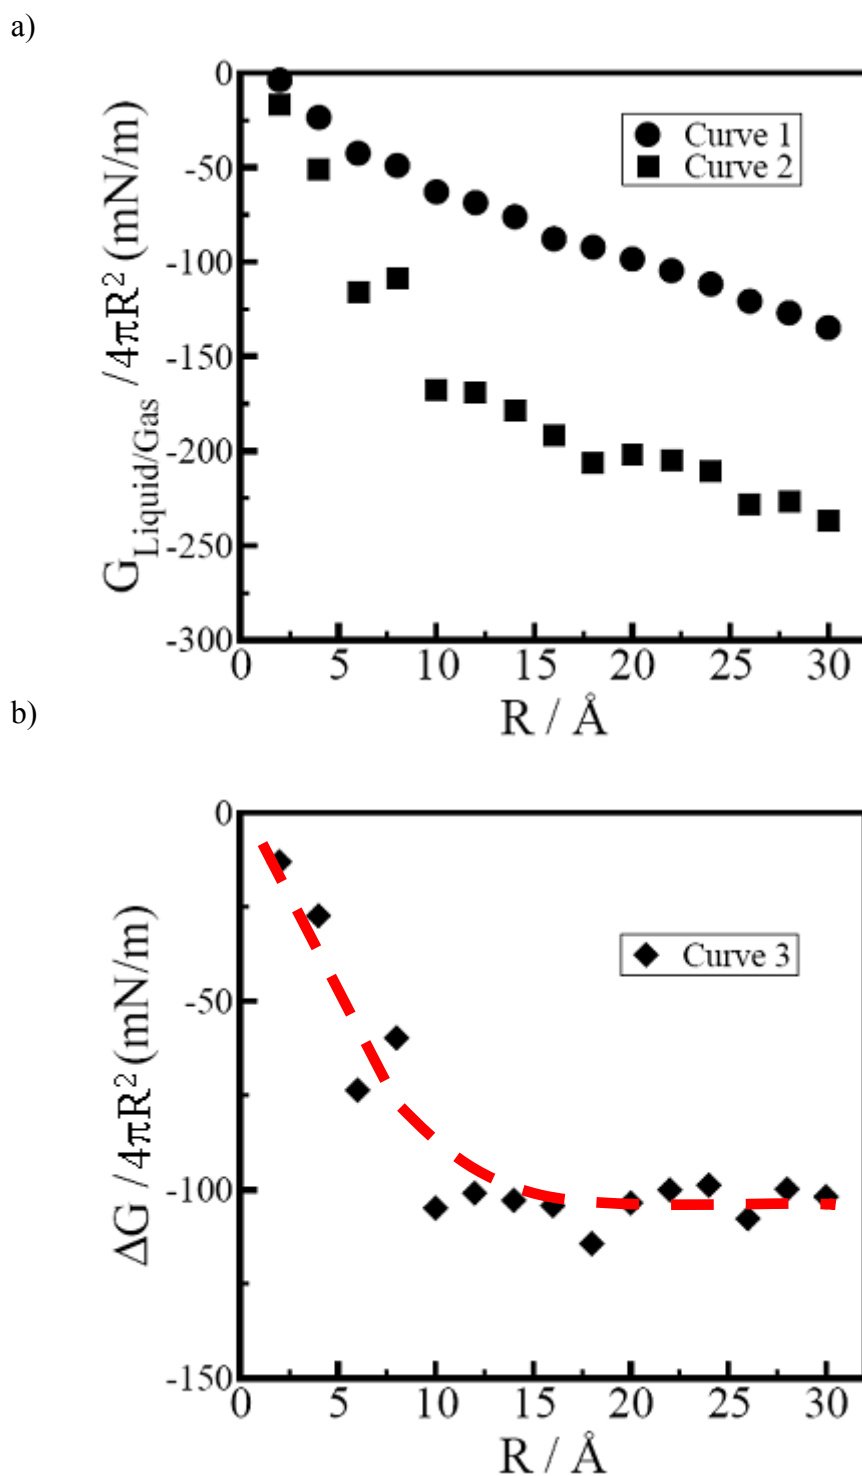 a)
G_Liquid/Gas /4πR² (mN/m)
0
-50
-100
-150
-200
-250
-300
Curve 1
Curve 2
0 5 10 15 20 25 30
R / Å
b)
ΔG /4πR² (mN/m)
0
-50
-100
-150
Curve 3
0 5 10 15 20 25 30
R / Å